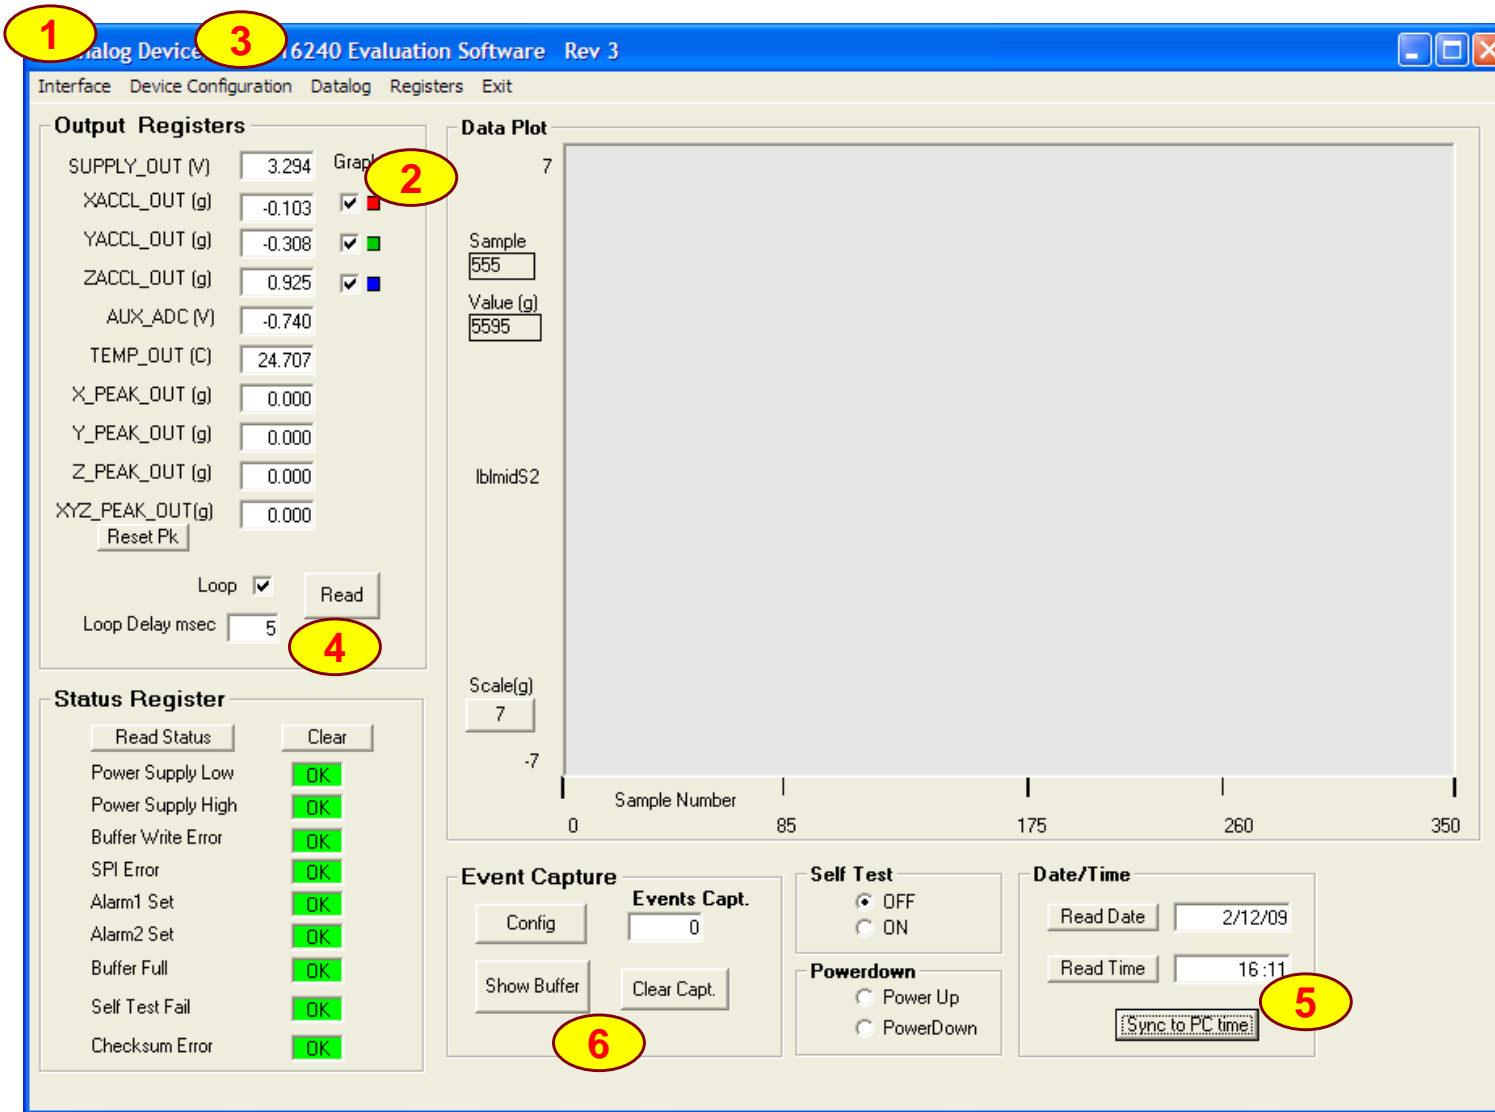 1
3
alog Device 16240 Evaluation Software Rev 3
Interface Device Configuration Datalog Registers Exit
Output Registers
SUPPLY_OUT (V) 3.294 Grap
2
XACCL_OUT (g) -0.103
YACCL_OUT (g) -0.308
ZACCL_OUT (g) 0.925
AUX_ADC (V) -0.740
TEMP_OUT (C) 24.707
X_PEAK_OUT (g) 0.000
Y_PEAK_OUT (g) 0.000
Z_PEAK_OUT (g) 0.000
XYZ_PEAK_OUT(g) 0.000
Reset Pk
Loop
Read
Loop Delay msec 5
4
Status Register
Read Status Clear
Power Supply Low OK
Power Supply High OK
Buffer Write Error OK
SPI Error OK
Alarm1 Set OK
Alarm2 Set OK
Buffer Full OK
Self Test Fail OK
Checksum Error OK
Data Plot
7
Sample
555
Value (g)
5595
lblmidS2
Scale(g)
7
-7
Sample Number
0 85 175 260 350
Event Capture
Events Capt.
Config 0
Show Buffer Clear Capt.
6
Self Test
OFF
ON
Powerdown
Power Up
PowerDown
Date/Time
Read Date 2/12/09
Read Time 16:11
5
Sync to PC time